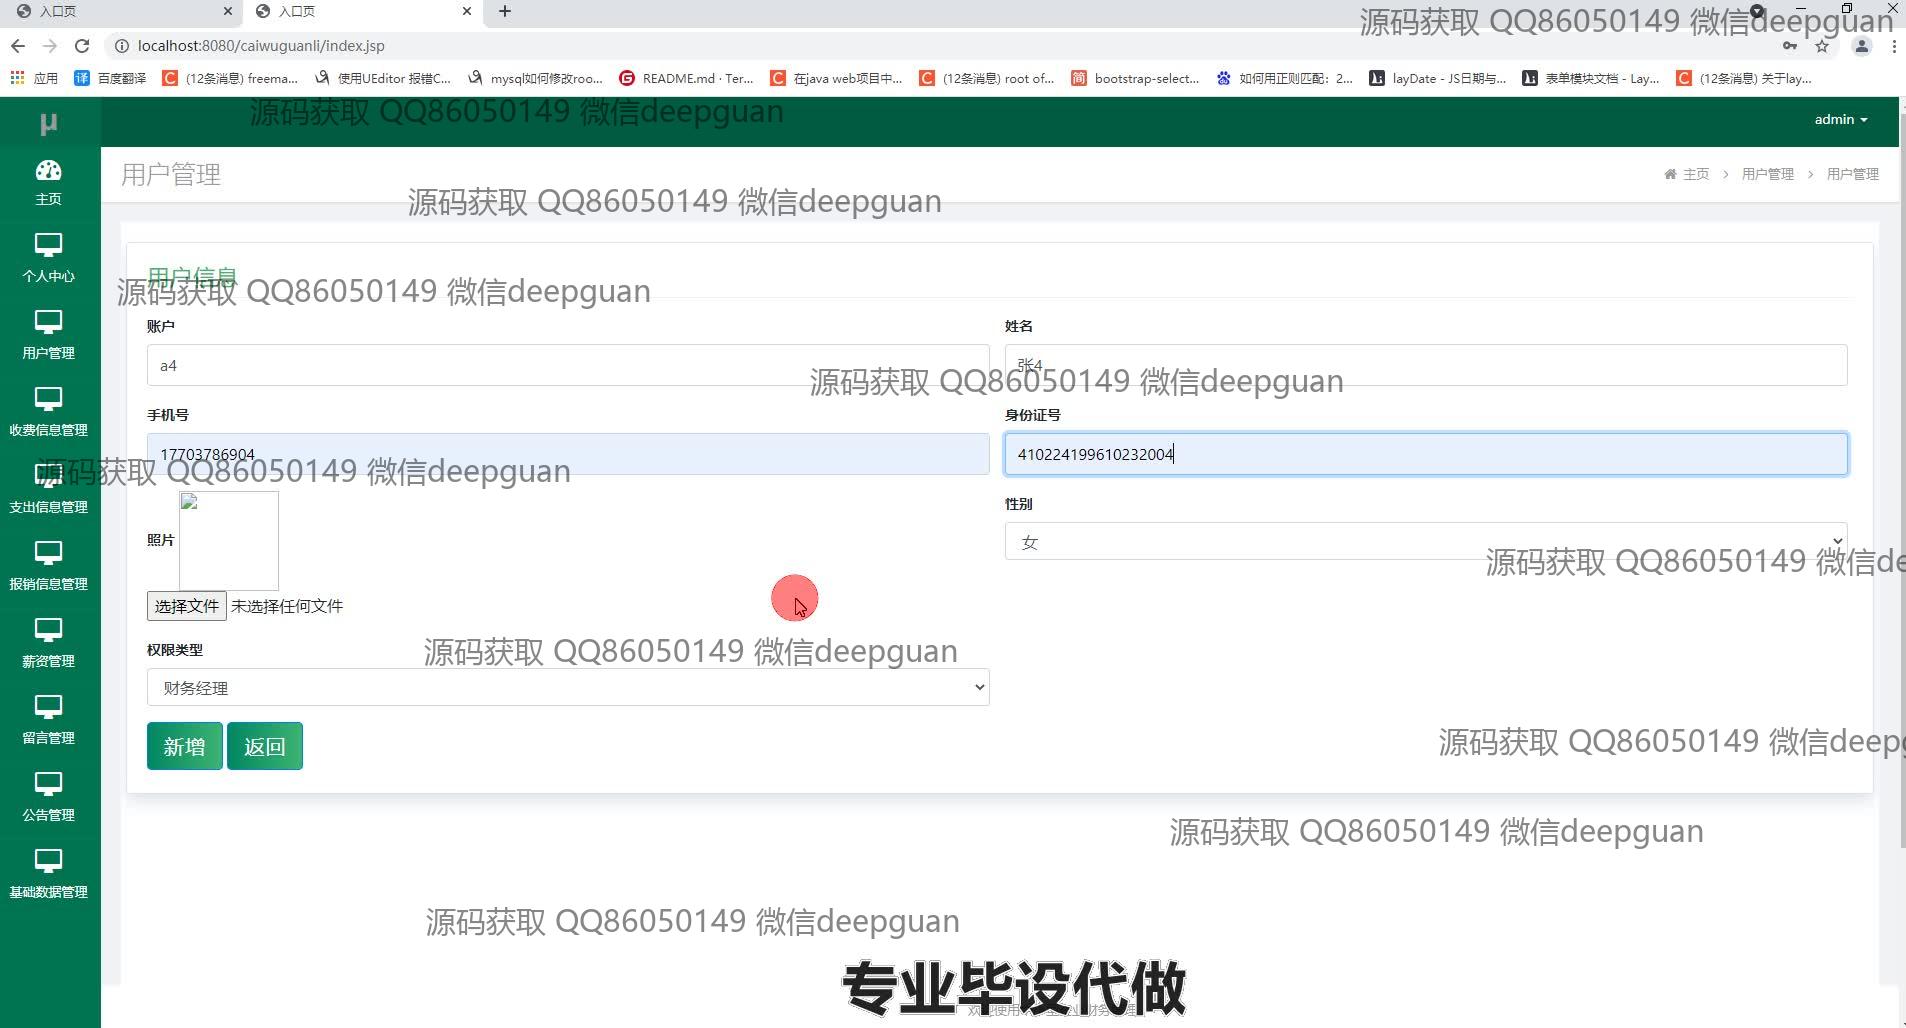 入口页
入口页
localhost:8080/caiwuguanli/index.jsp
源码获取 QQ86050149 微信deepguan
应用
百度翻译
(12条消息) freema...
使用UEditor 报错C...
mysql如何修改roo...
README.md · Ter...
在java web项目中...
(12条消息) root of...
bootstrap-select...
如何用正则匹配：2...
layDate - JS日期与...
表单模块文档 - Lay...
(12条消息) 关于lay...
μ
源码获取 QQ86050149 微信deepguan
admin
主页
个人中心
用户管理
收费信息管理
支出信息管理
报销信息管理
薪资管理
留言管理
公告管理
基础数据管理
用户管理
主页 > 用户管理 > 用户管理
源码获取 QQ86050149 微信deepguan
用户信息
源码获取 QQ86050149 微信deepguan
账户
姓名
a4
张4
源码获取 QQ86050149 微信deepguan
手机号
身份证号
17703786904
410224199610232004
源码获取 QQ86050149 微信deepguan
照片
性别
女
源码获取 QQ86050149 微信de
选择文件 未选择任何文件
权限类型
源码获取 QQ86050149 微信deepguan
财务经理
新增
返回
源码获取 QQ86050149 微信deep
源码获取 QQ86050149 微信deepguan
源码获取 QQ86050149 微信deepguan
专业毕设代做